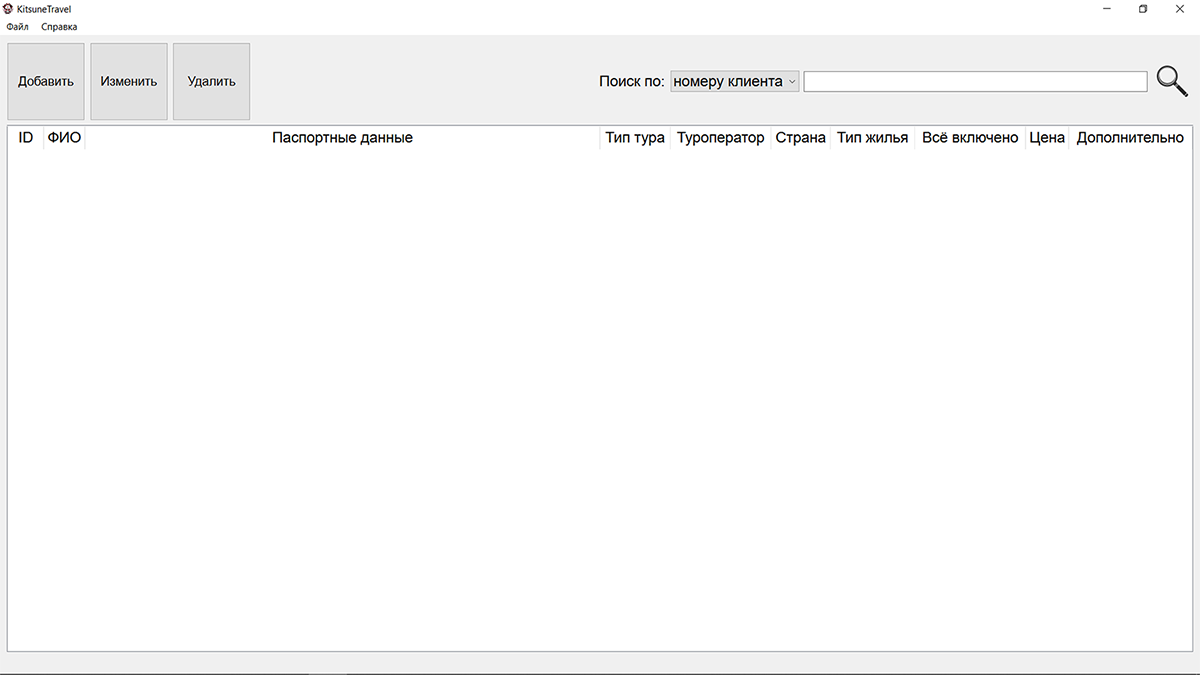 KitsuneTravel
Файл Справка
Добавить Изменить Удалить Поиск по: номеру клиента
ID ФИО Паспортные данные Тип тура Туроператор Страна Тип жилья Всё включено Цена Дополнительно